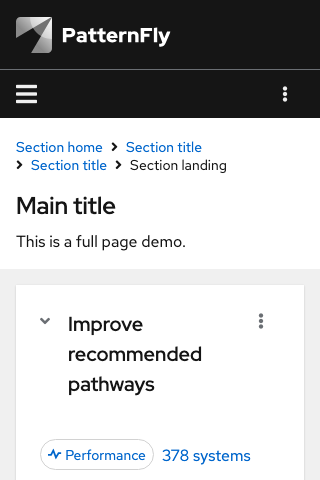 PatternFly
Section home > Section title
> Section title > Section landing
Main title
This is a full page demo.
Improve
recommended
pathways
Performance 378 systems